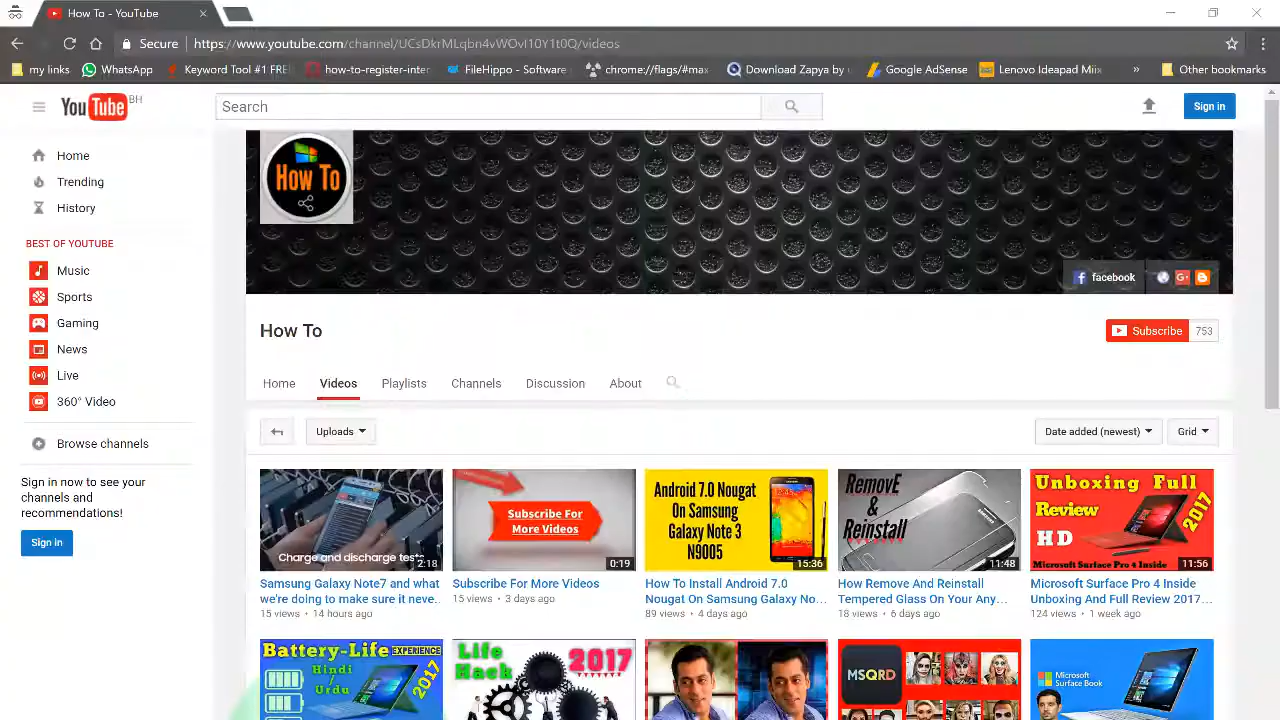 How To - YouTube
Secure
https://www.youtube.com/channel/UCsDkrMLqbn4vWOvI10Y1t0Q/videos
my links
WhatsApp
Keyword Tool #1 FRE
how-to-register-inter
FileHippo - Software
chrome://flags/#max
Download Zapya by
Google AdSense
Lenovo Ideapad Miix
»
Other bookmarks
YouTube BH
Search
Sign in
Home
Trending
History
BEST OF YOUTUBE
Music
Sports
Gaming
News
Live
360° Video
Browse channels
Sign in now to see your
channels and
recommendations!
Sign in
How To
facebook
How To
Subscribe 753
Home Videos Playlists Channels Discussion About
Uploads
Date added (newest)
Grid
Charge and discharge tests
2:18
Samsung Galaxy Note7 and what
we're doing to make sure it neve...
15 views • 14 hours ago
Subscribe For
More Videos
0:19
Subscribe For More Videos
15 views • 3 days ago
Android 7.0 Nougat
On Samsung
Galaxy Note 3
N9005
15:36
How To Install Android 7.0
Nougat On Samsung Galaxy No...
89 views • 4 days ago
RemovE
&
Reinstall
11:48
How Remove And Reinstall
Tempered Glass On Your Any...
18 views • 6 days ago
Unboxing Full
Review 2017
HD
Microsoft Surface Pro 4 Inside
11:56
Microsoft Surface Pro 4 Inside
Unboxing And Full Review 2017...
124 views • 1 week ago
Battery-Life EXPERIENCE
Hindi
/
Urdu
2017
Life
Hack
2017
MSQRD
Microsoft
Surface Book